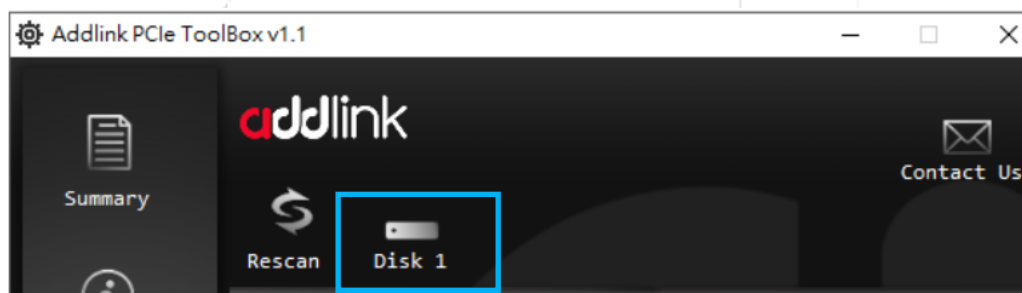 Addlink PCIe ToolBox v1.1
addlink
Contact Us
Summary
Rescan
Disk 1